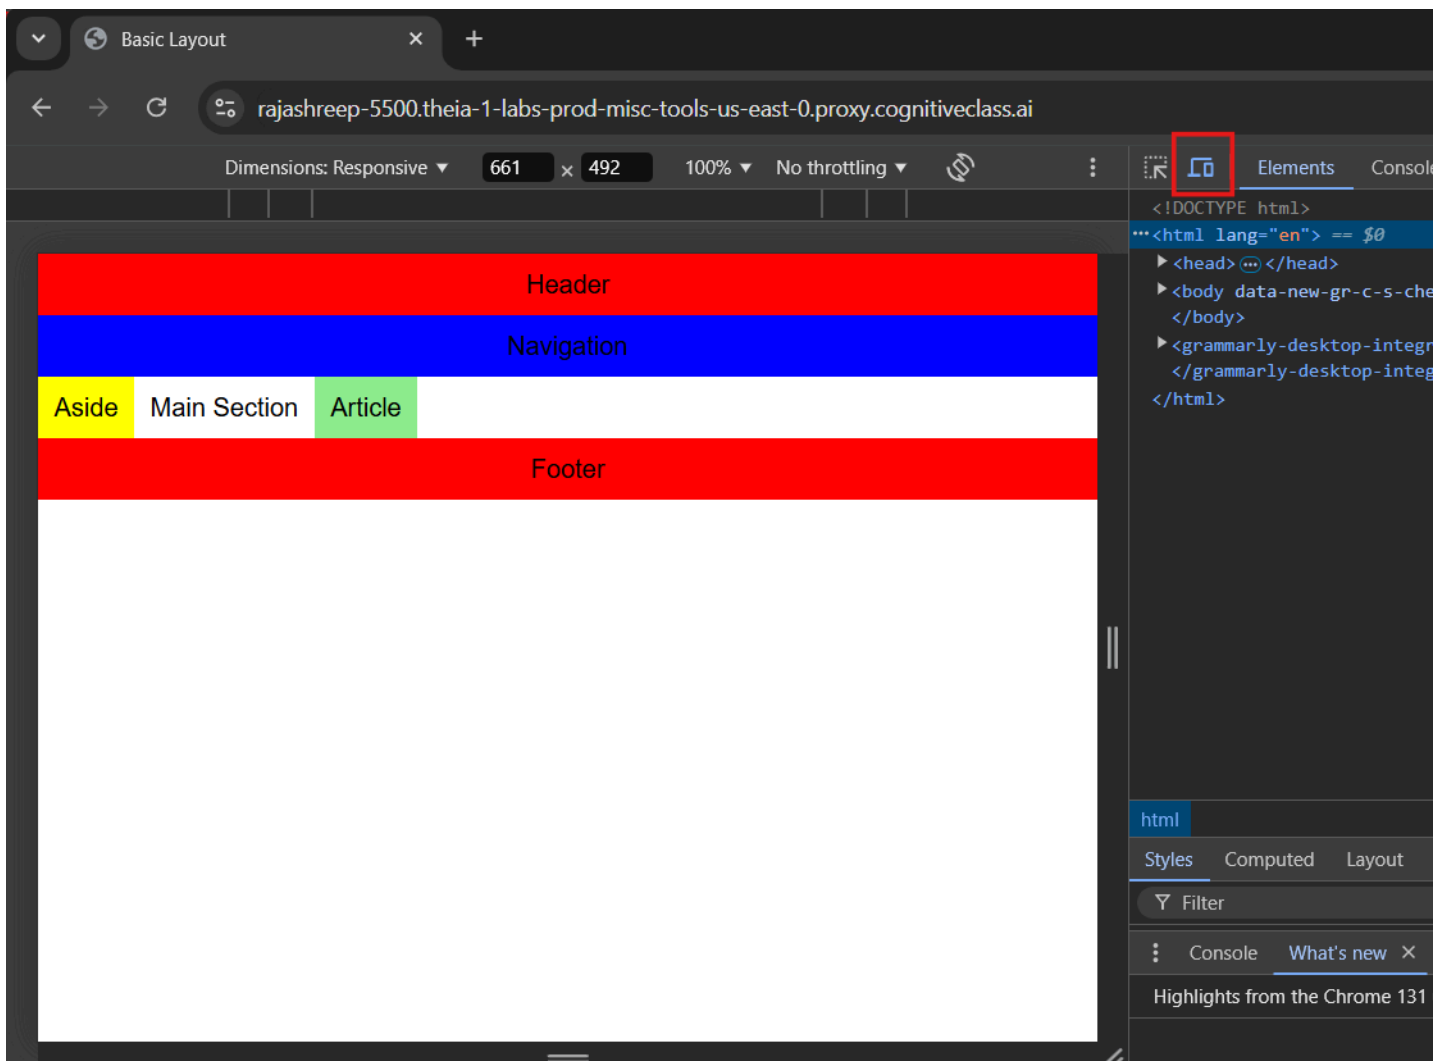 Basic Layout
rajashreep-5500.theia-1-labs-prod-misc-tools-us-east-0.proxy.cognitiveclass.ai
Dimensions: Responsive 661 × 492 100% No throttling
Elements Console
<!DOCTYPE html>
<html lang="en"> == $0
<head> </head>
<body data-new-gr-c-s-che
</body>
<grammarly-desktop-integr
</grammarly-desktop-integ
</html>
Header
Navigation
Aside Main Section Article
Footer
html
Styles Computed Layout
Filter
Console What's new
Highlights from the Chrome 131